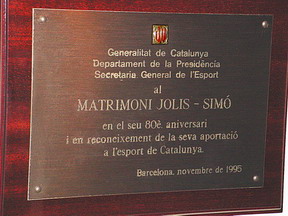 Generalitat de Catalunya
Departament de la Presidència
Secretaria General de l'Esport
al
MATRIMONI JOLIS - SIMÓ
en el seu 80è. aniversari
i en reconeixement de la seva aportació
a l'esport de Catalunya.
Barcelona, novembre de 1995